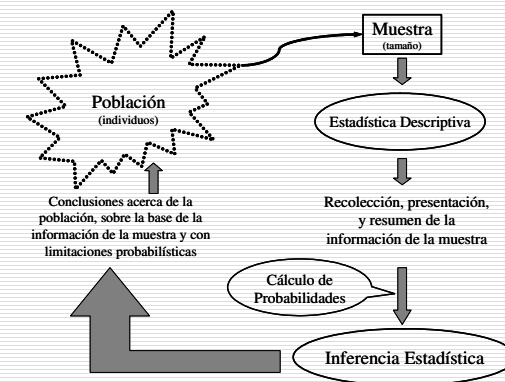 Muestra
(tamaño)
Población
(individuos)
Estadística Descriptiva
Conclusiones acerca de la
población, sobre la base de la
información de la muestra y con
limitaciones probabilísticas
Recolección, presentación,
y resumen de la
información de la muestra
Cálculo de
Probabilidades
Inferencia Estadística